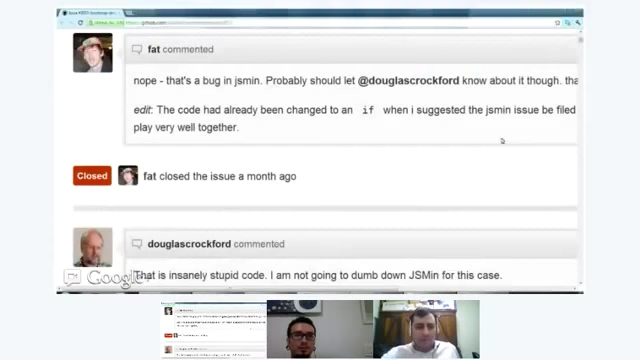 fat commented
nope - that's a bug in jsmin. Probably should let @douglascrockford know about it though. tha
edit: The code had already been changed to an if when i suggested the jsmin issue be filed
play very well together.
Closed
fat closed the issue a month ago
douglascrockford commented
That is insanely stupid code. I am not going to dumb down JSMin for this case.
Google+